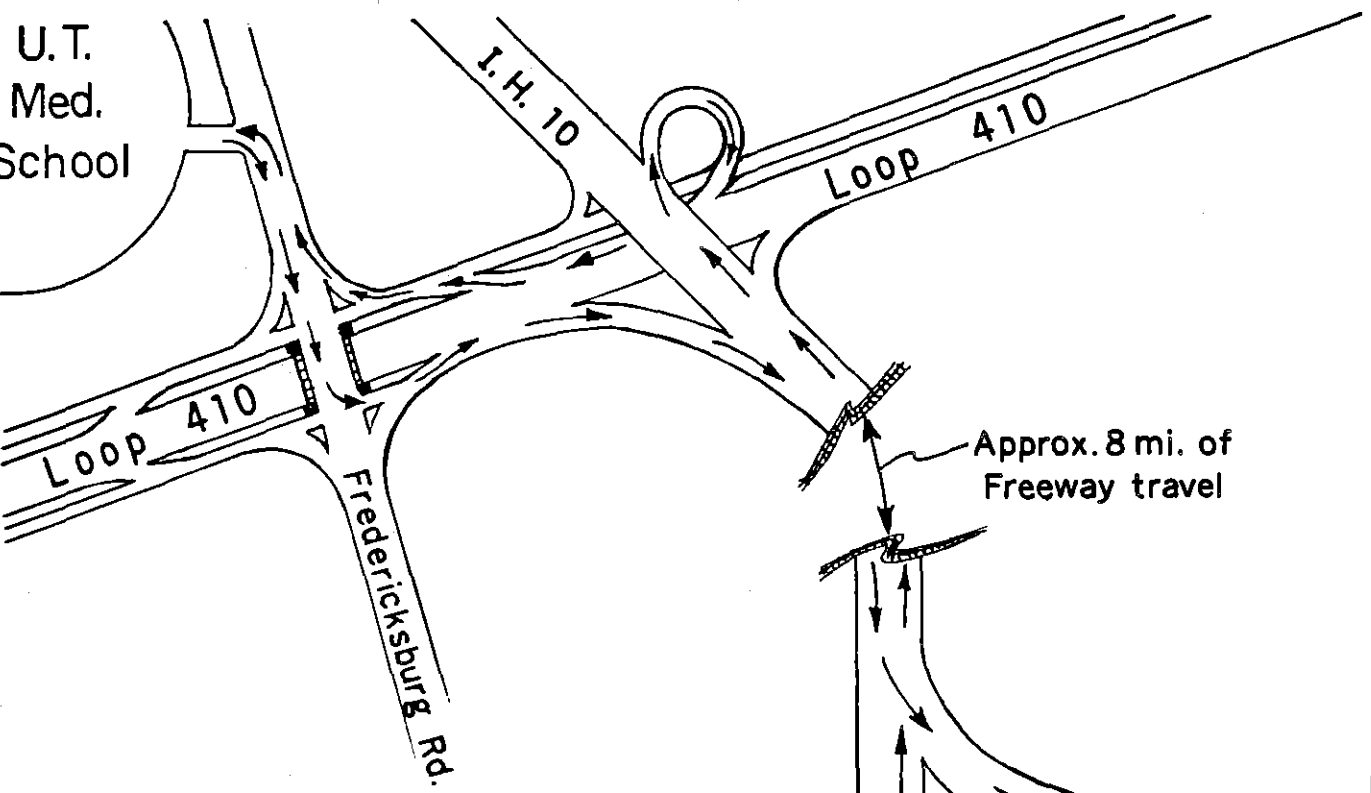 U.T.
Med.
School
I.H. 10
Loop 410
Loop 410
Approx. 8 mi. of
Freeway travel
Fredericksburg Rd.